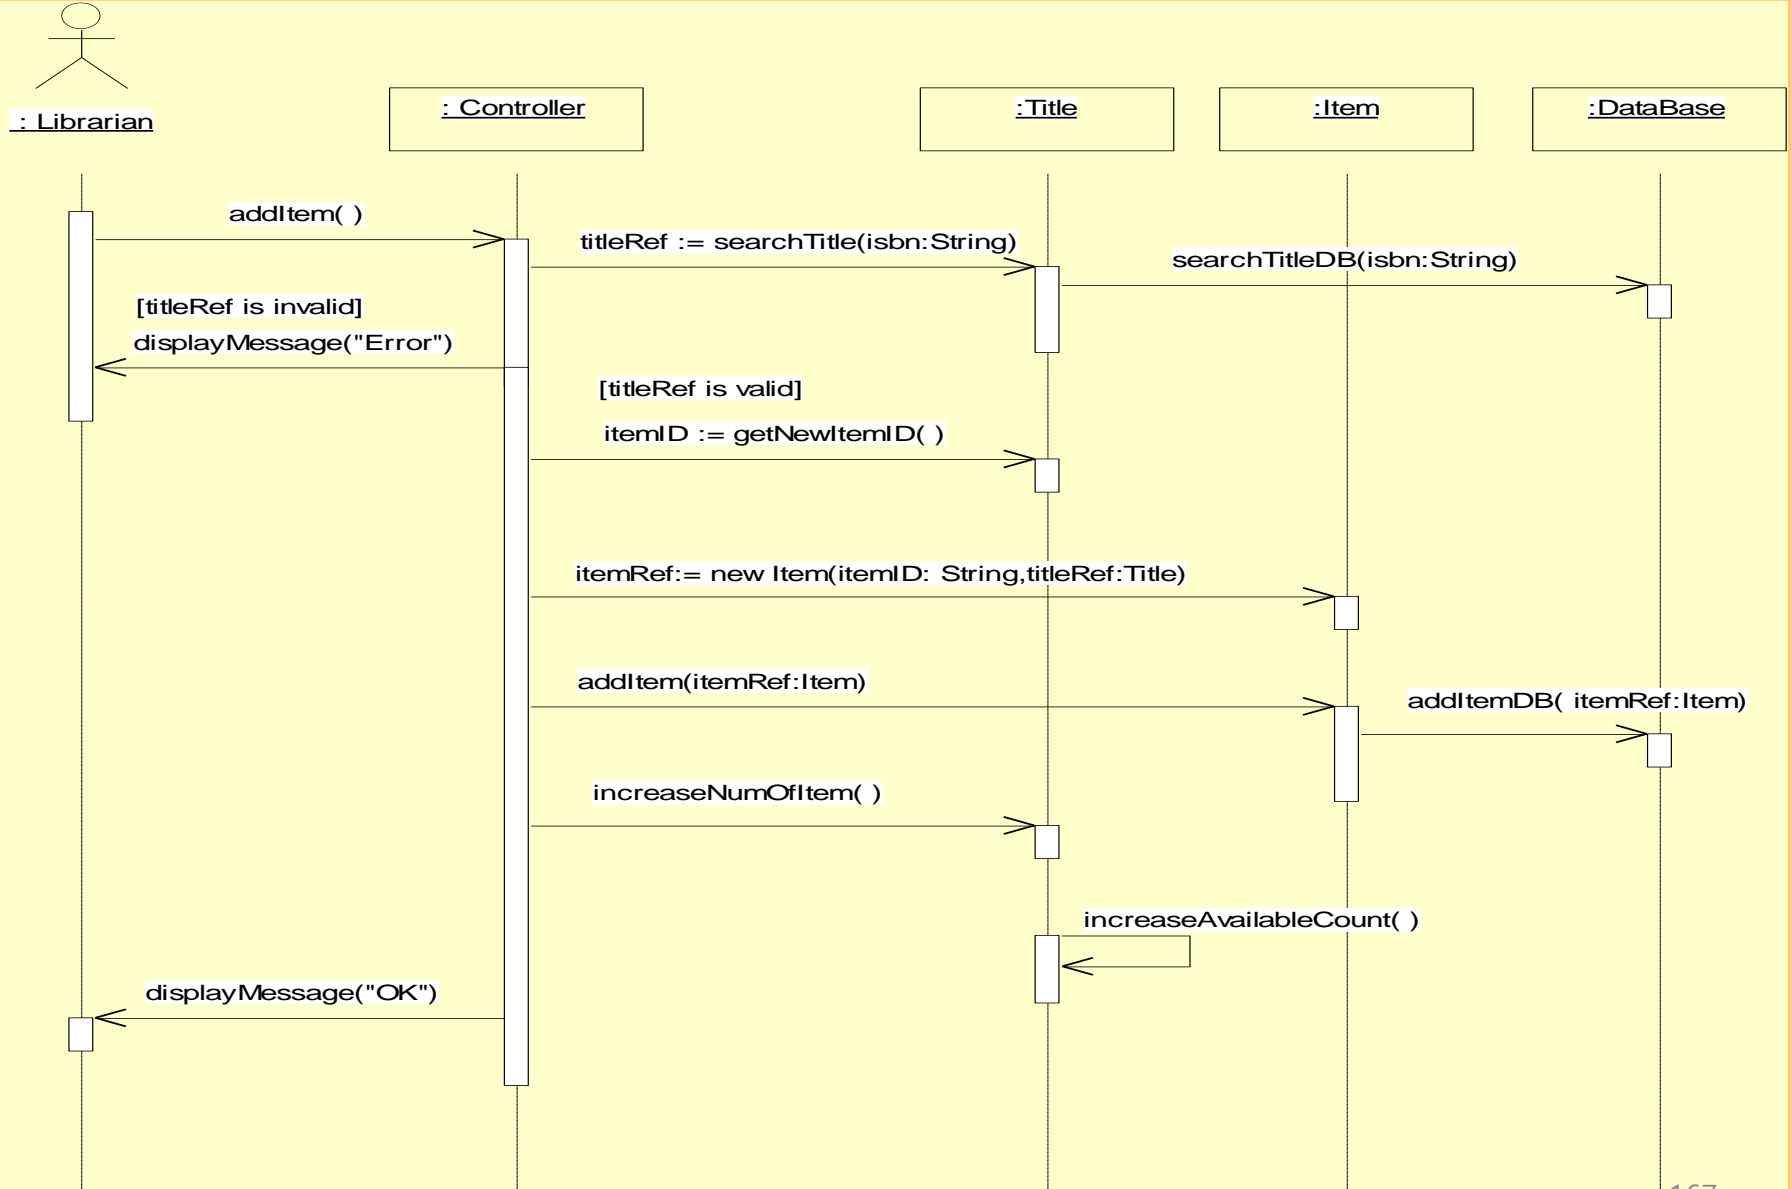 : Librarian
: Controller
:Title
:Item
:DataBase
addItem( )
titleRef := searchTitle(isbn:String)
searchTitleDB(isbn:String)
[titleRef is invalid]
displayMessage("Error")
[titleRef is valid]
itemID := getNewItemID( )
itemRef:= new Item(itemID: String,titleRef:Title)
addItem(itemRef:Item)
addItemDB( itemRef:Item)
increaseNumOfItem( )
increaseAvailableCount( )
displayMessage("OK")